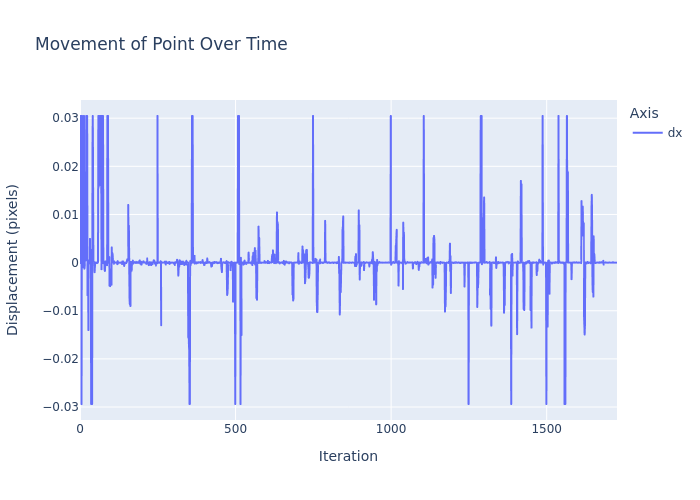 Movement of Point Over Time
Axis
dx
Displacement (pixels)
0.03
0.02
0.01
0
−0.01
−0.02
−0.03
0 500 1000 1500
Iteration